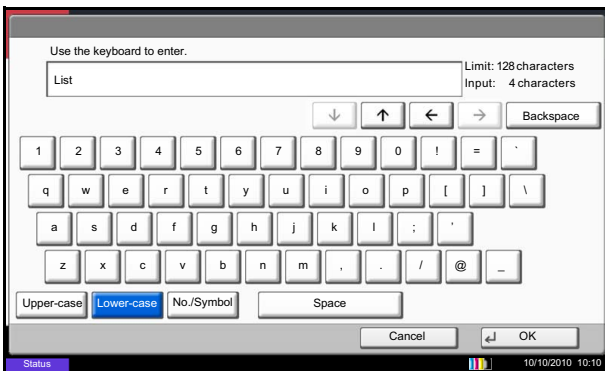 Use the keyboard to enter.
Limit: 128 characters
List
Input: 4 characters
↓ ↑ ← → Backspace
1 2 3 4 5 6 7 8 9 0 ! = `
q w e r t y u i o p [ ] \
a s d f g h j k l ; '
z x c v b n m , . / @ _
Upper-case Lower-case No./Symbol Space
Cancel OK
Status 10/10/2010 10:10